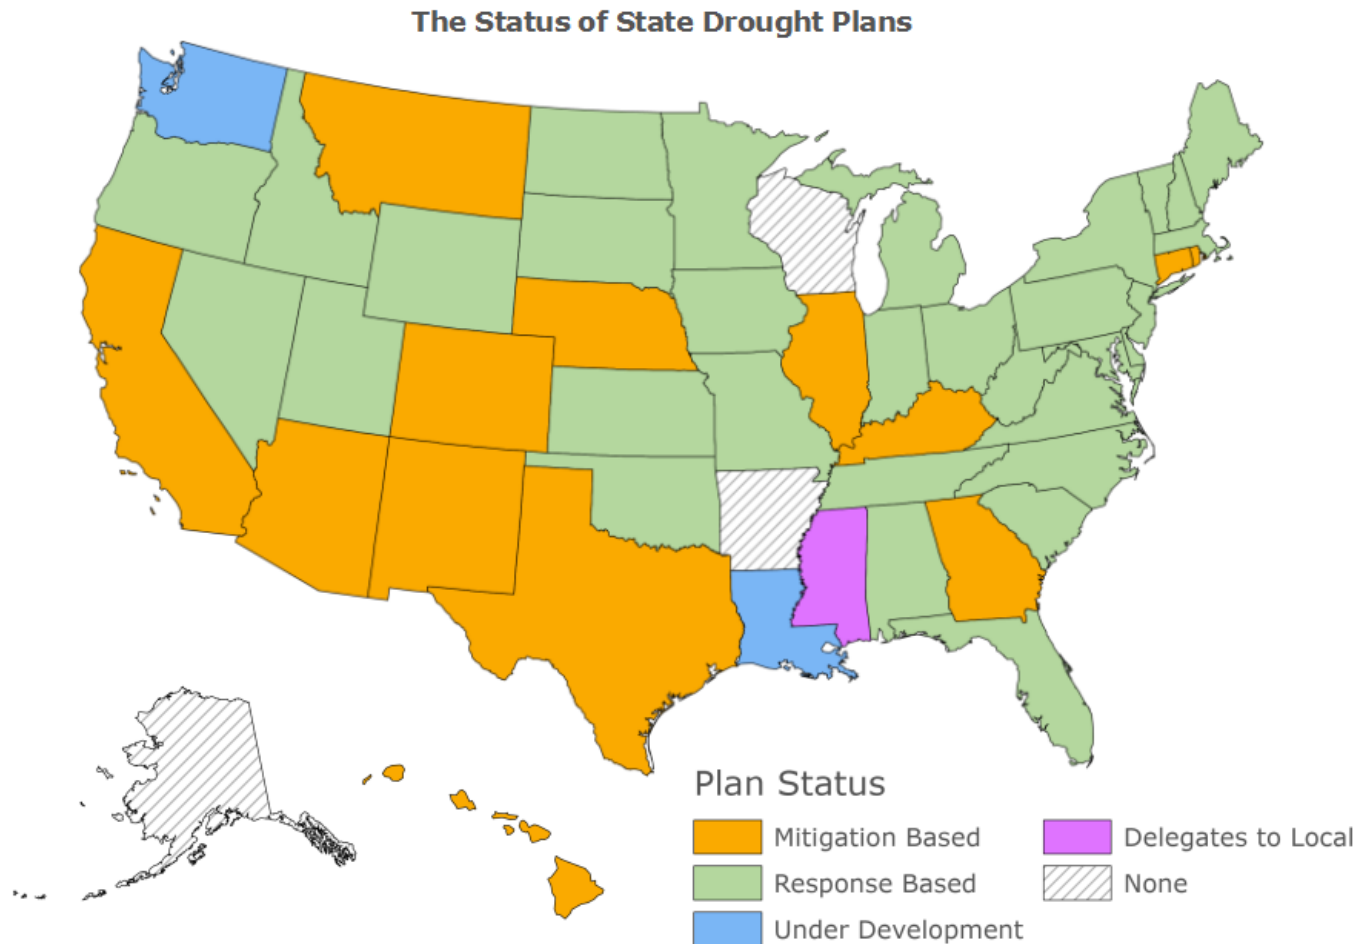 The Status of State Drought Plans
Plan Status
Mitigation Based
Delegates to Local
Response Based
None
Under Development